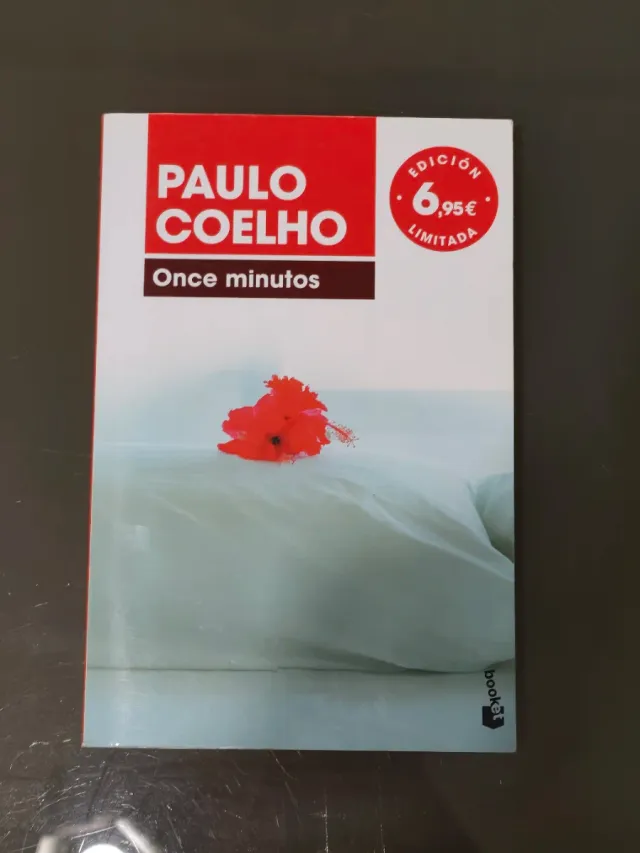 PAULO
COELHO
Once minutos
EDICIÓN
6,95€
LIMITADA
booket